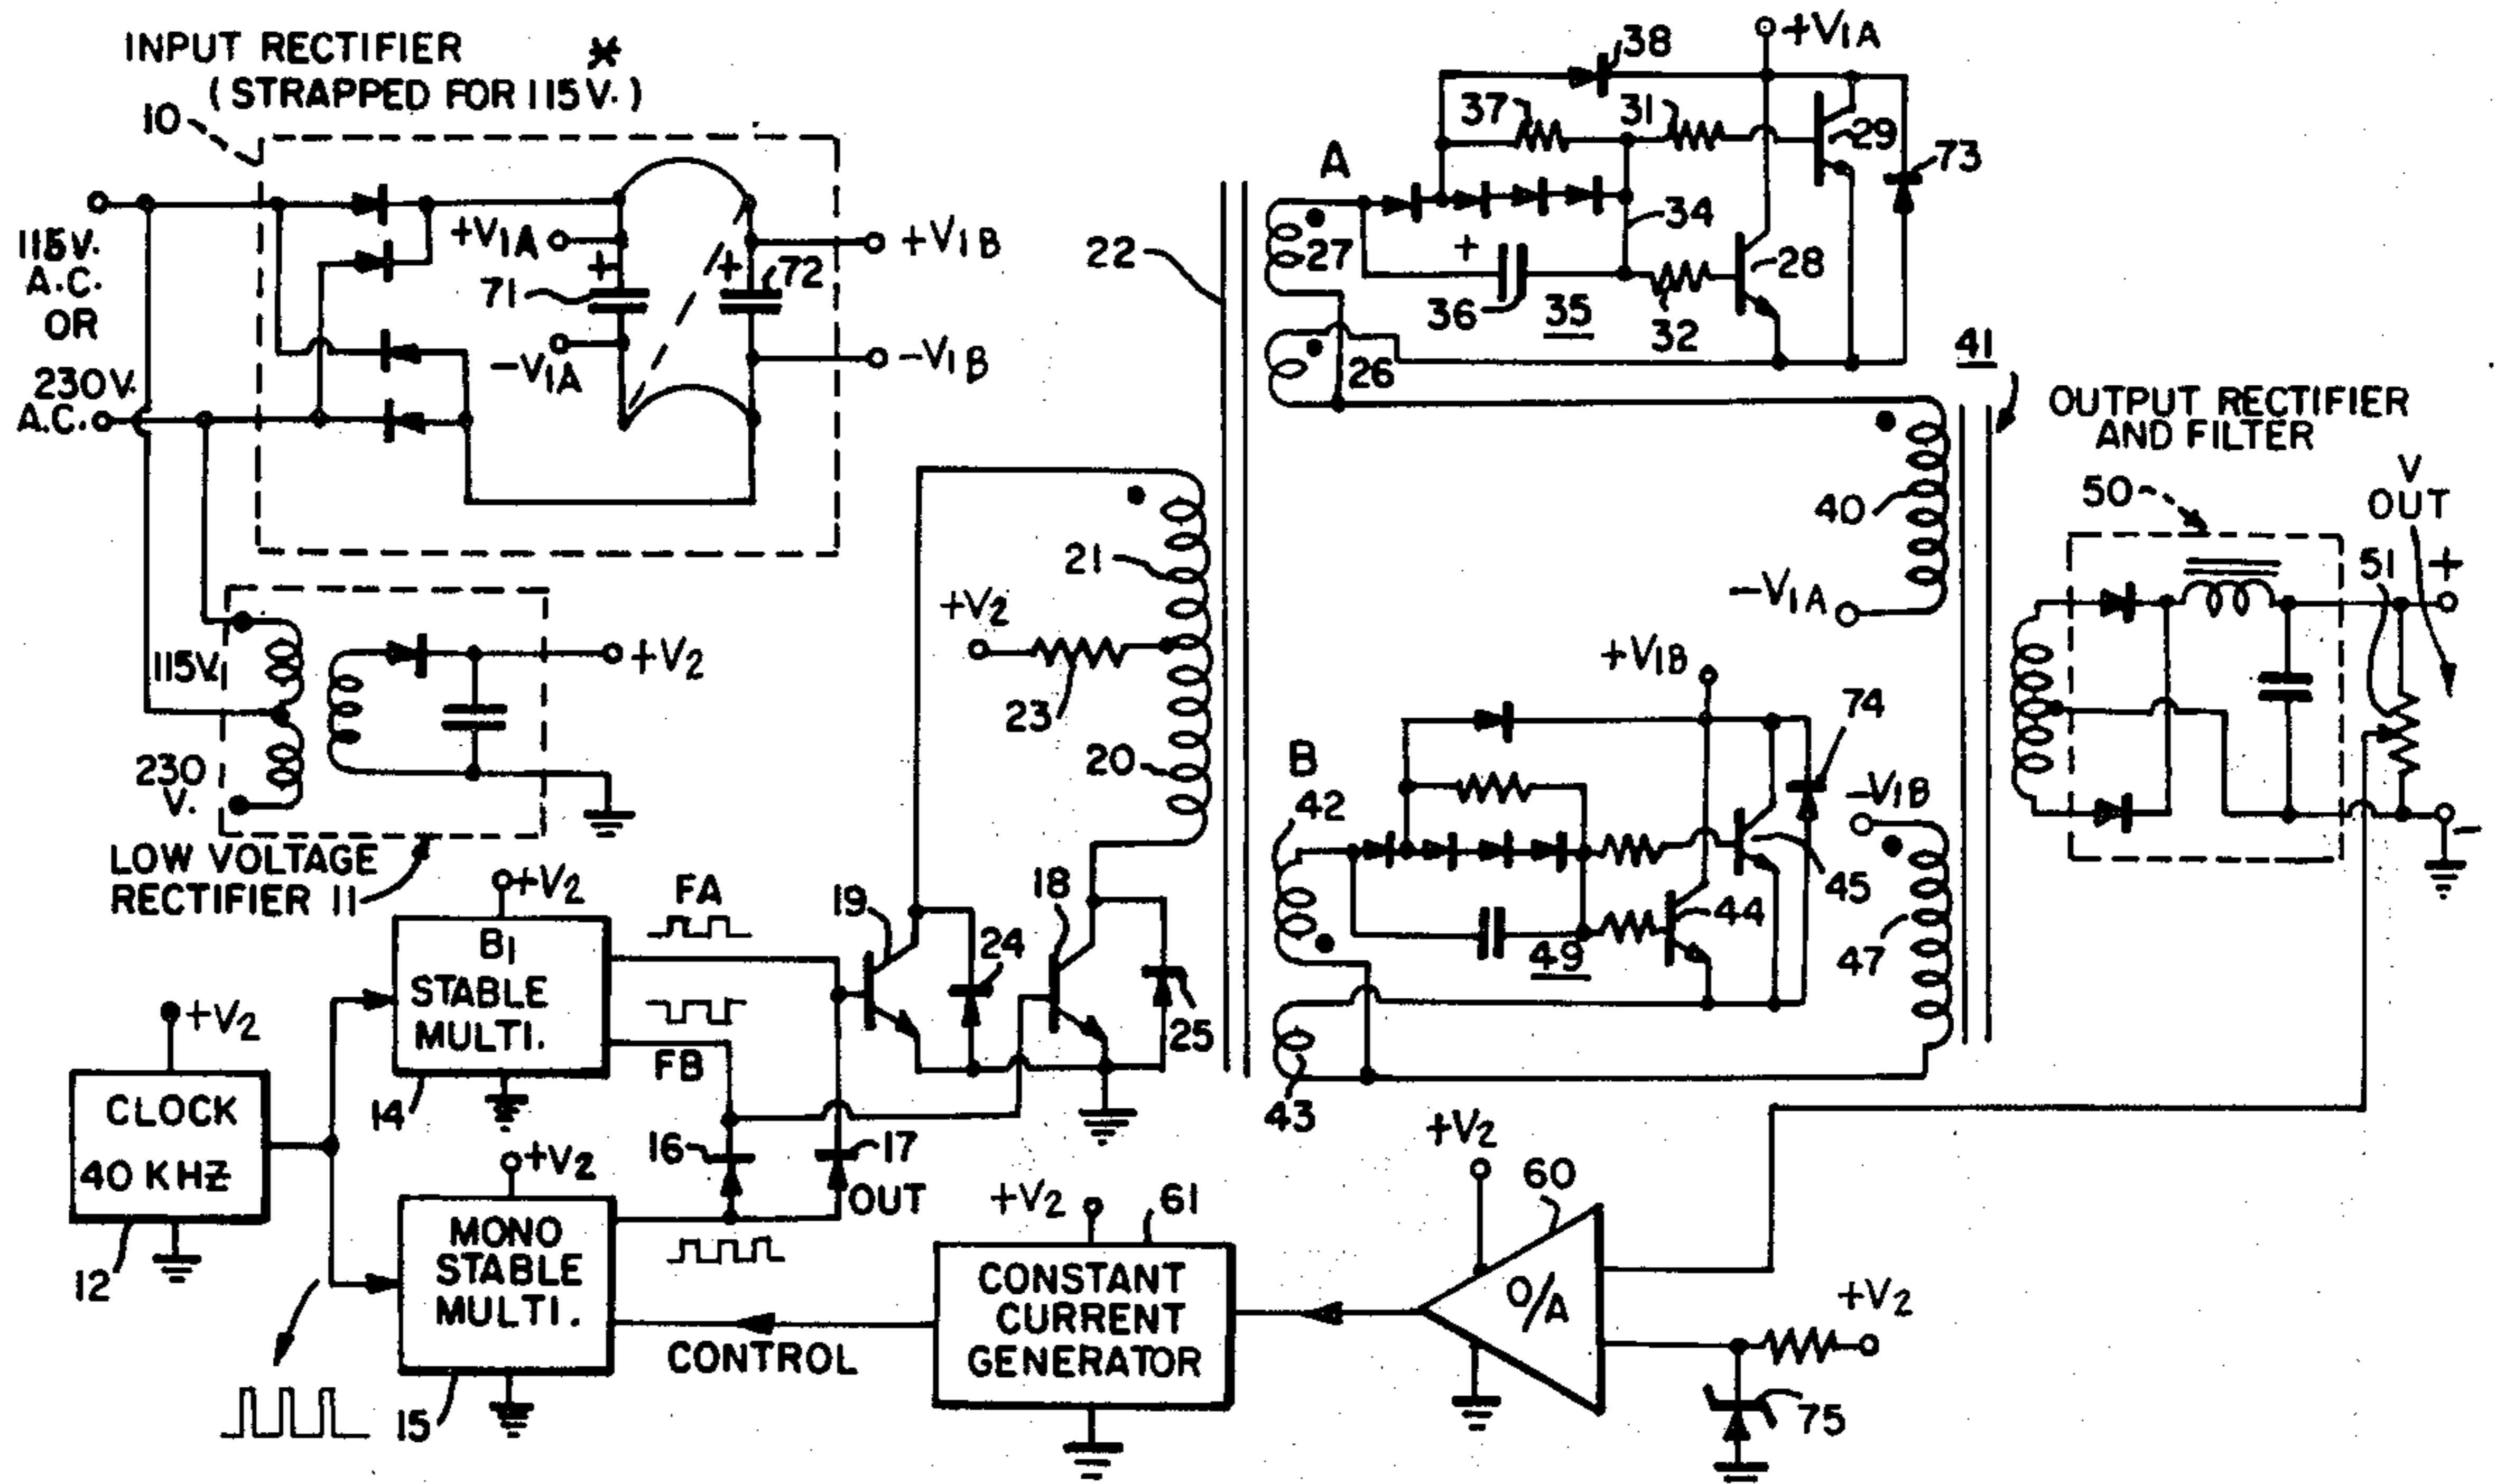 INPUT RECTIFIER *
(STRAPPED FOR 115V.)
10
115V.
A.C.
OR
230V.
A.C.
+V1A
71
-V1A
72
+V1B
-V1B
115V.
230
V.
+V2
LOW VOLTAGE
RECTIFIER 11
CLOCK
40 KHZ
+V2
12
+V2
B1
STABLE
MULTI.
14
FA
FB
+V2
MONO
STABLE
MULTI.
15
16
17
OUT
CONTROL
19
24
18
25
+V2
23
21
20
22
A
27
26
38
37
31
+V1A
29
73
34
+
36
35
32
28
41
40
-V1A
+V1B
B
42
43
74
45
44
49
-V1B
47
OUTPUT RECTIFIER
AND FILTER
50
V
OUT
51
+
-
+V2
61
CONSTANT
CURRENT
GENERATOR
+V2
60
O/A
+V2
75